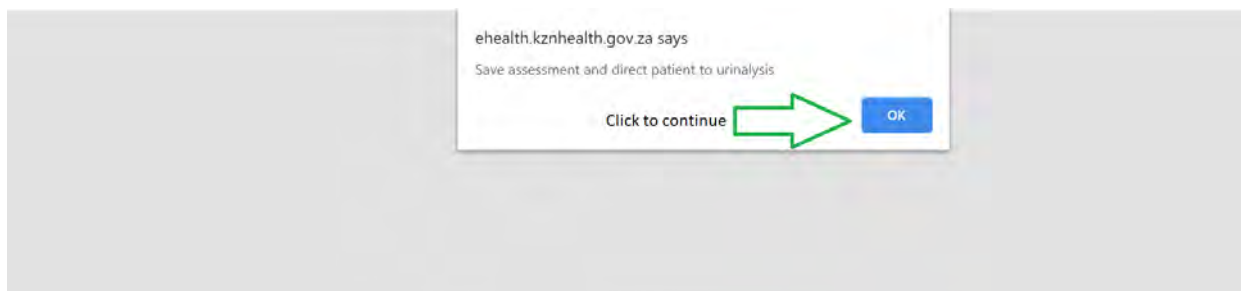 ehealth.kznhealth.gov.za says
Save assessment and direct patient to urinalysis
Click to continue
OK